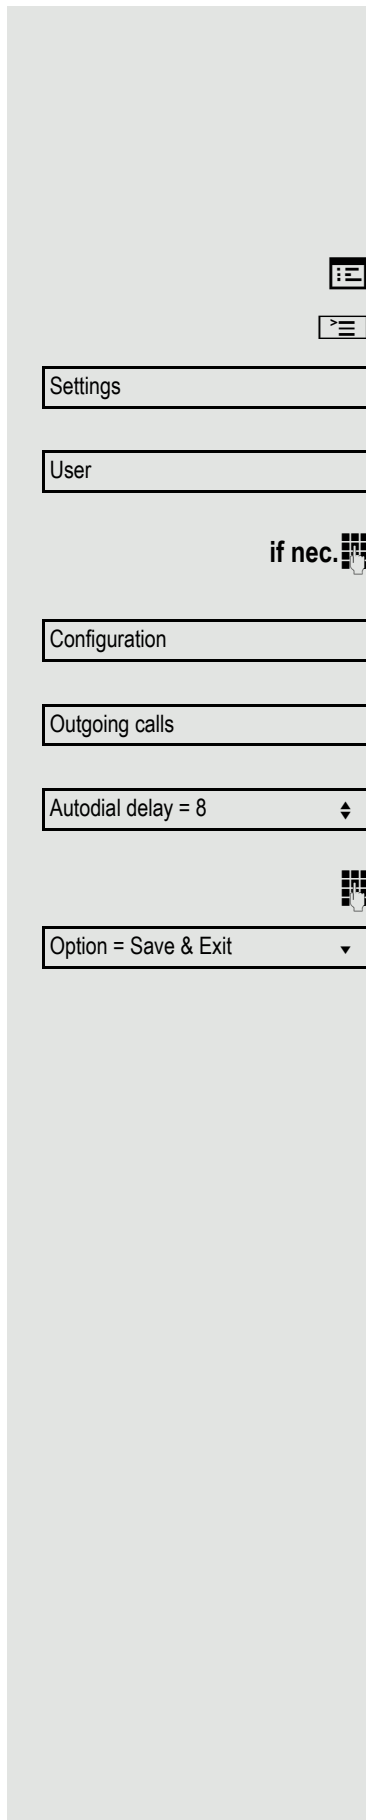 Settings
User
if nec.
Configuration
Outgoing calls
Autodial delay = 8
Option = Save & Exit